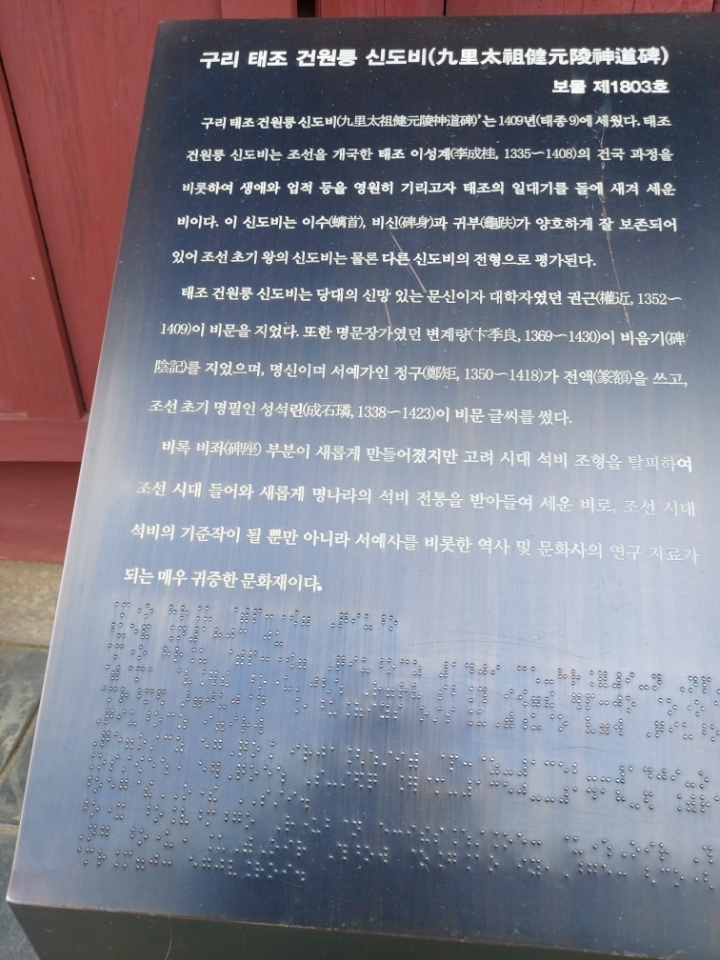 구리 태조 건원릉 신도비(九里太祖健元陵神道碑)
보물 제1803호
구리 태조 건원릉 신도비(九里太祖健元陵神道碑)’는 1409년(태종 9)에 세웠다. 태조
건원릉 신도비는 조선을 개국한 태조 이성계(李成桂, 1335~1408)의 건국 과정을
비롯하여 생애와 업적 등을 영원히 기리고자 태조의 일대기를 돌에 새겨 세운
비이다. 이 신도비는 이수(螭首), 비신(碑身)과 귀부(龜趺)가 양호하게 잘 보존되어
있어 조선 초기 왕의 신도비는 물론 다른 신도비의 전형으로 평가된다.
태조 건원릉 신도비는 당대의 신망 있는 문신이자 대학자였던 권근(權近, 1352~
1409)이 비문을 지었다. 또한 명문장가였던 변계량(卞季良, 1369~1430)이 비음기(碑
陰記)를 지었으며, 명신이며 서예가인 정구(鄭矩, 1350~1418)가 전액(篆額)을 쓰고,
조선 초기 명필인 성석린(成石璘, 1338~1423)이 비문 글씨를 썼다.
비록 비좌(碑座) 부분이 새롭게 만들어졌지만 고려 시대 석비 조형을 탈피하여
조선 시대 들어와 새롭게 명나라의 석비 전통을 받아들여 세운 비로, 조선 시대
석비의 기준작이 될 뿐만 아니라 서예사를 비롯한 역사 및 문화사의 연구 자료가
되는 매우 귀중한 문화재이다.